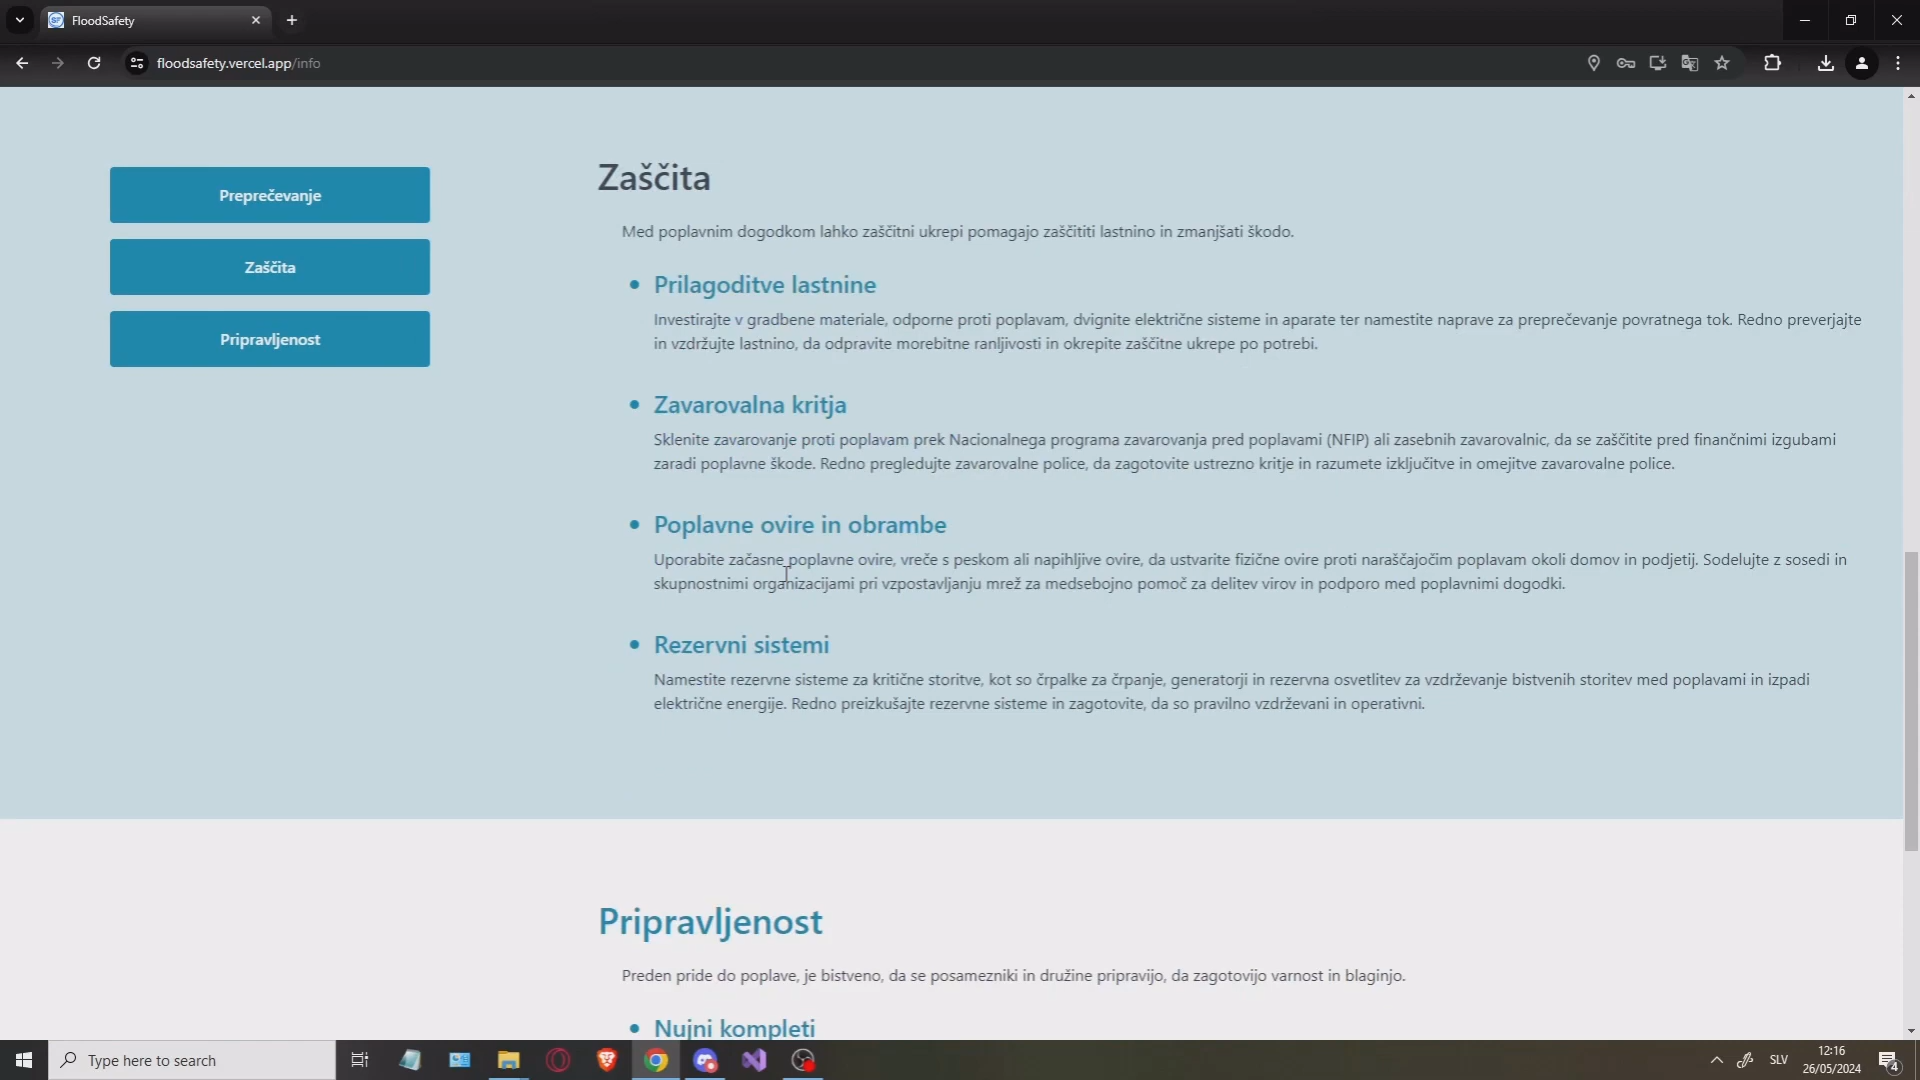 FloodSafety
floodsafety.vercel.app/info
Preprečevanje
Zaščita
Pripravljenost
Zaščita
Med poplavnim dogodkom lahko zaščitni ukrepi pomagajo zaščititi lastnino in zmanjšati škodo.
Prilagoditve lastnine
Investirajte v gradbene materiale, odporne proti poplavam, dvignite električne sisteme in aparate ter namestite naprave za preprečevanje povratnega tok. Redno preverjajte
in vzdržujte lastnino, da odpravite morebitne ranljivosti in okrepite zaščitne ukrepe po potrebi.
Zavarovalna kritja
Sklenite zavarovanje proti poplavam prek Nacionalnega programa zavarovanja pred poplavami (NFIP) ali zasebnih zavarovalnic, da se zaščitite pred finančnimi izgubami
zaradi poplavne škode. Redno pregledujte zavarovalne police, da zagotovite ustrezno kritje in razumete izključitve in omejitve zavarovalne police.
Poplavne ovire in obrambe
Uporabite začasne poplavne ovire, vreče s peskom ali napihljive ovire, da ustvarite fizične ovire proti naraščajočim poplavam okoli domov in podjetij. Sodelujte z sosedi in
skupnostnimi organizacijami pri vzpostavljanju mrež za medsebojno pomoč za delitev virov in podporo med poplavnimi dogodki.
Rezervni sistemi
Namestite rezervne sisteme za kritične storitve, kot so črpalke za črpanje, generatorji in rezervna osvetlitev za vzdrževanje bistvenih storitev med poplavami in izpadi
električne energije. Redno preizkušajte rezervne sisteme in zagotovite, da so pravilno vzdrževani in operativni.
Pripravljenost
Preden pride do poplave, je bistveno, da se posamezniki in družine pripravijo, da zagotovijo varnost in blaginjo.
Nujni kompleti
Type here to search
SLV
12:16
26/05/2024
4